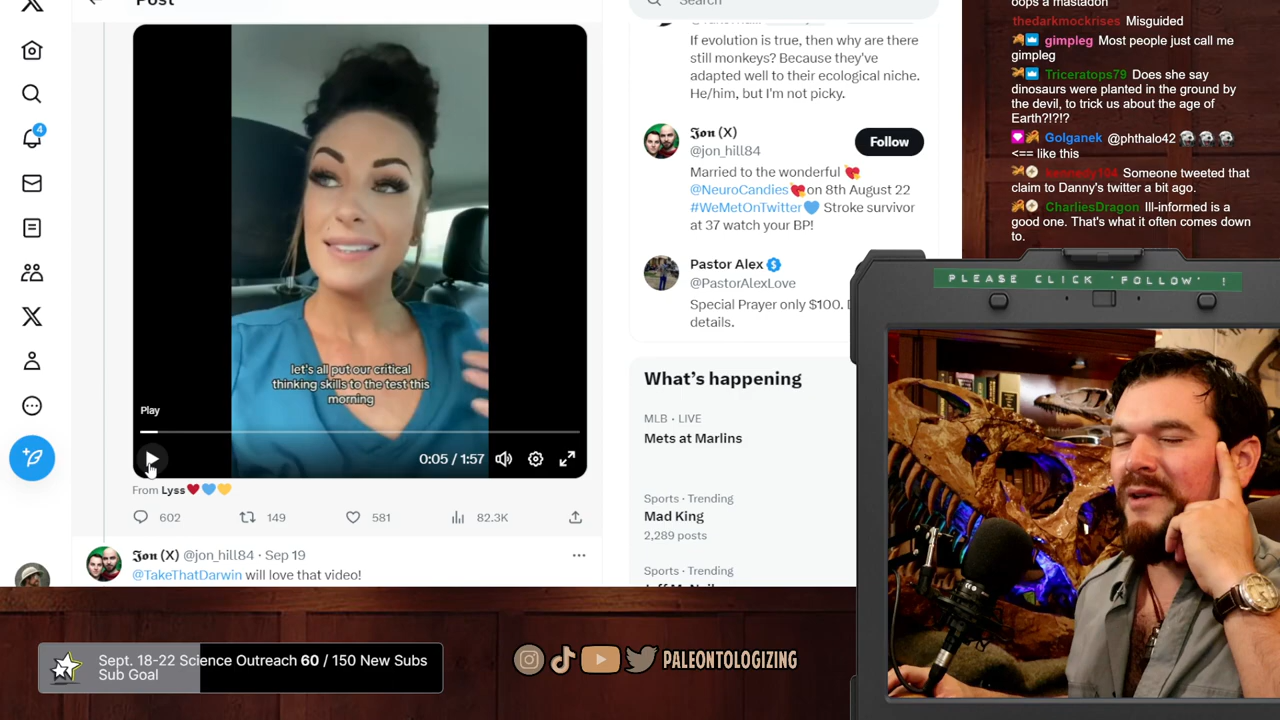 Post
Search
4
let's all put our critical
thinking skills to the test this
morning
Play
0:05 / 1:57
From Lyss❤️💙💛
602
149
581
82.3K
Jon (X) @jon_hill84 · Sep 19
@TakeThatDarwin will love that video!
If evolution is true, then why are there
still monkeys? Because they've
adapted well to their ecological niche.
He/him, but I'm not picky.
Jon (X)
@jon_hill84
Follow
Married to the wonderful 💘
@NeuroCandies💘on 8th August 22
#WeMetOnTwitter💙 Stroke survivor
at 37 watch your BP!
Pastor Alex
@PastorAlexLove
Special Prayer only $100.
details.
What's happening
MLB · LIVE
Mets at Marlins
Sports · Trending
Mad King
2,289 posts
Sports · Trending
oops a mastadon
thedarkmockrises Misguided
gimpleg Most people just call me
gimpleg
Triceratops79 Does she say
dinosaurs were planted in the ground by
the devil, to trick us about the age of
Earth?!?!?
Golganek @phthalo42
<== like this
kennedy104 Someone tweeted that
claim to Danny's twitter a bit ago.
CharliesDragon Ill-informed is a
good one. That's what it often comes down
to.
PLEASE CLICK 'FOLLOW' !
Sept. 18-22 Science Outreach 60 / 150 New Subs
Sub Goal
PALEONTOLOGIZING